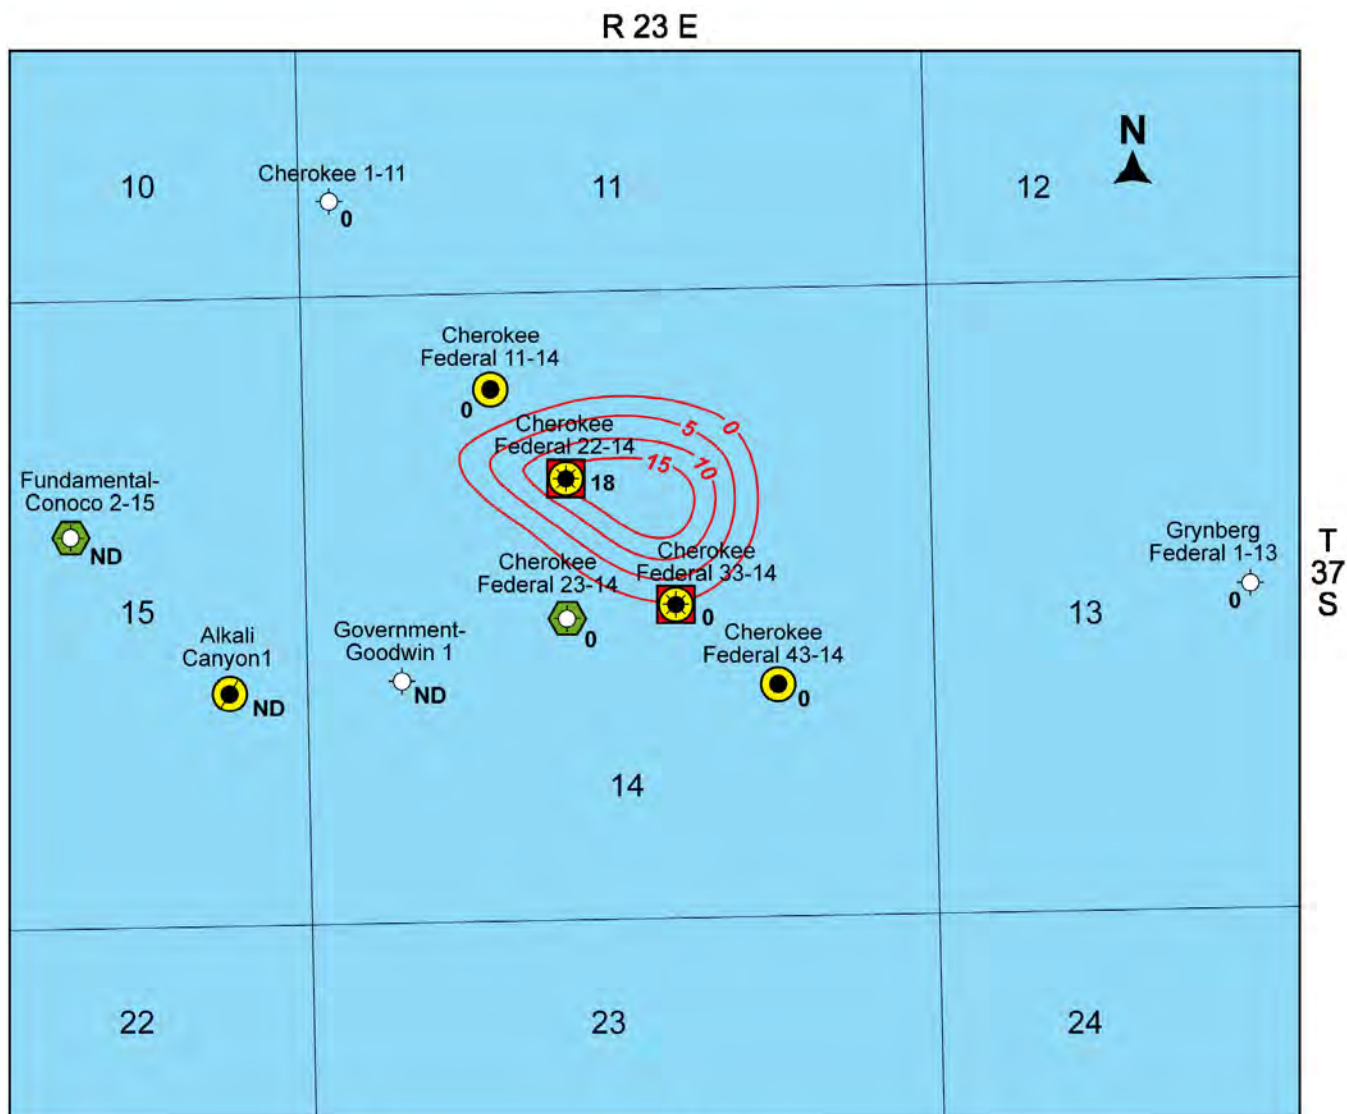 R 23 E
N
10
Cherokee 1-11
0
11
12
Cherokee
Federal 11-14
0
0
5
10
15
Cherokee
Federal 22-14
18
Fundamental-
Conoco 2-15
ND
15
Alkali
Canyon1
ND
Government-
Goodwin 1
ND
Cherokee
Federal 23-14
0
Cherokee
Federal 33-14
0
Cherokee
Federal 43-14
0
14
13
Grynberg
Federal 1-13
0
T
37
S
22
23
24